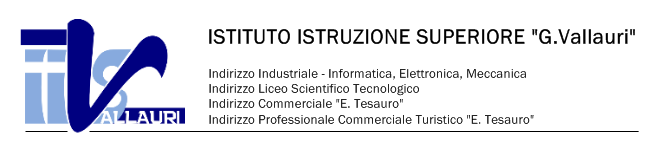 ISTITUTO ISTRUZIONE SUPERIORE "G.Vallauri"
Indirizzo Industriale - Informatica, Elettronica, Meccanica
Indirizzo Liceo Scientifico Tecnologico
Indirizzo Commerciale "E. Tesauro"
Indirizzo Professionale Commerciale Turistico "E. Tesauro"
iis
VALLAURI